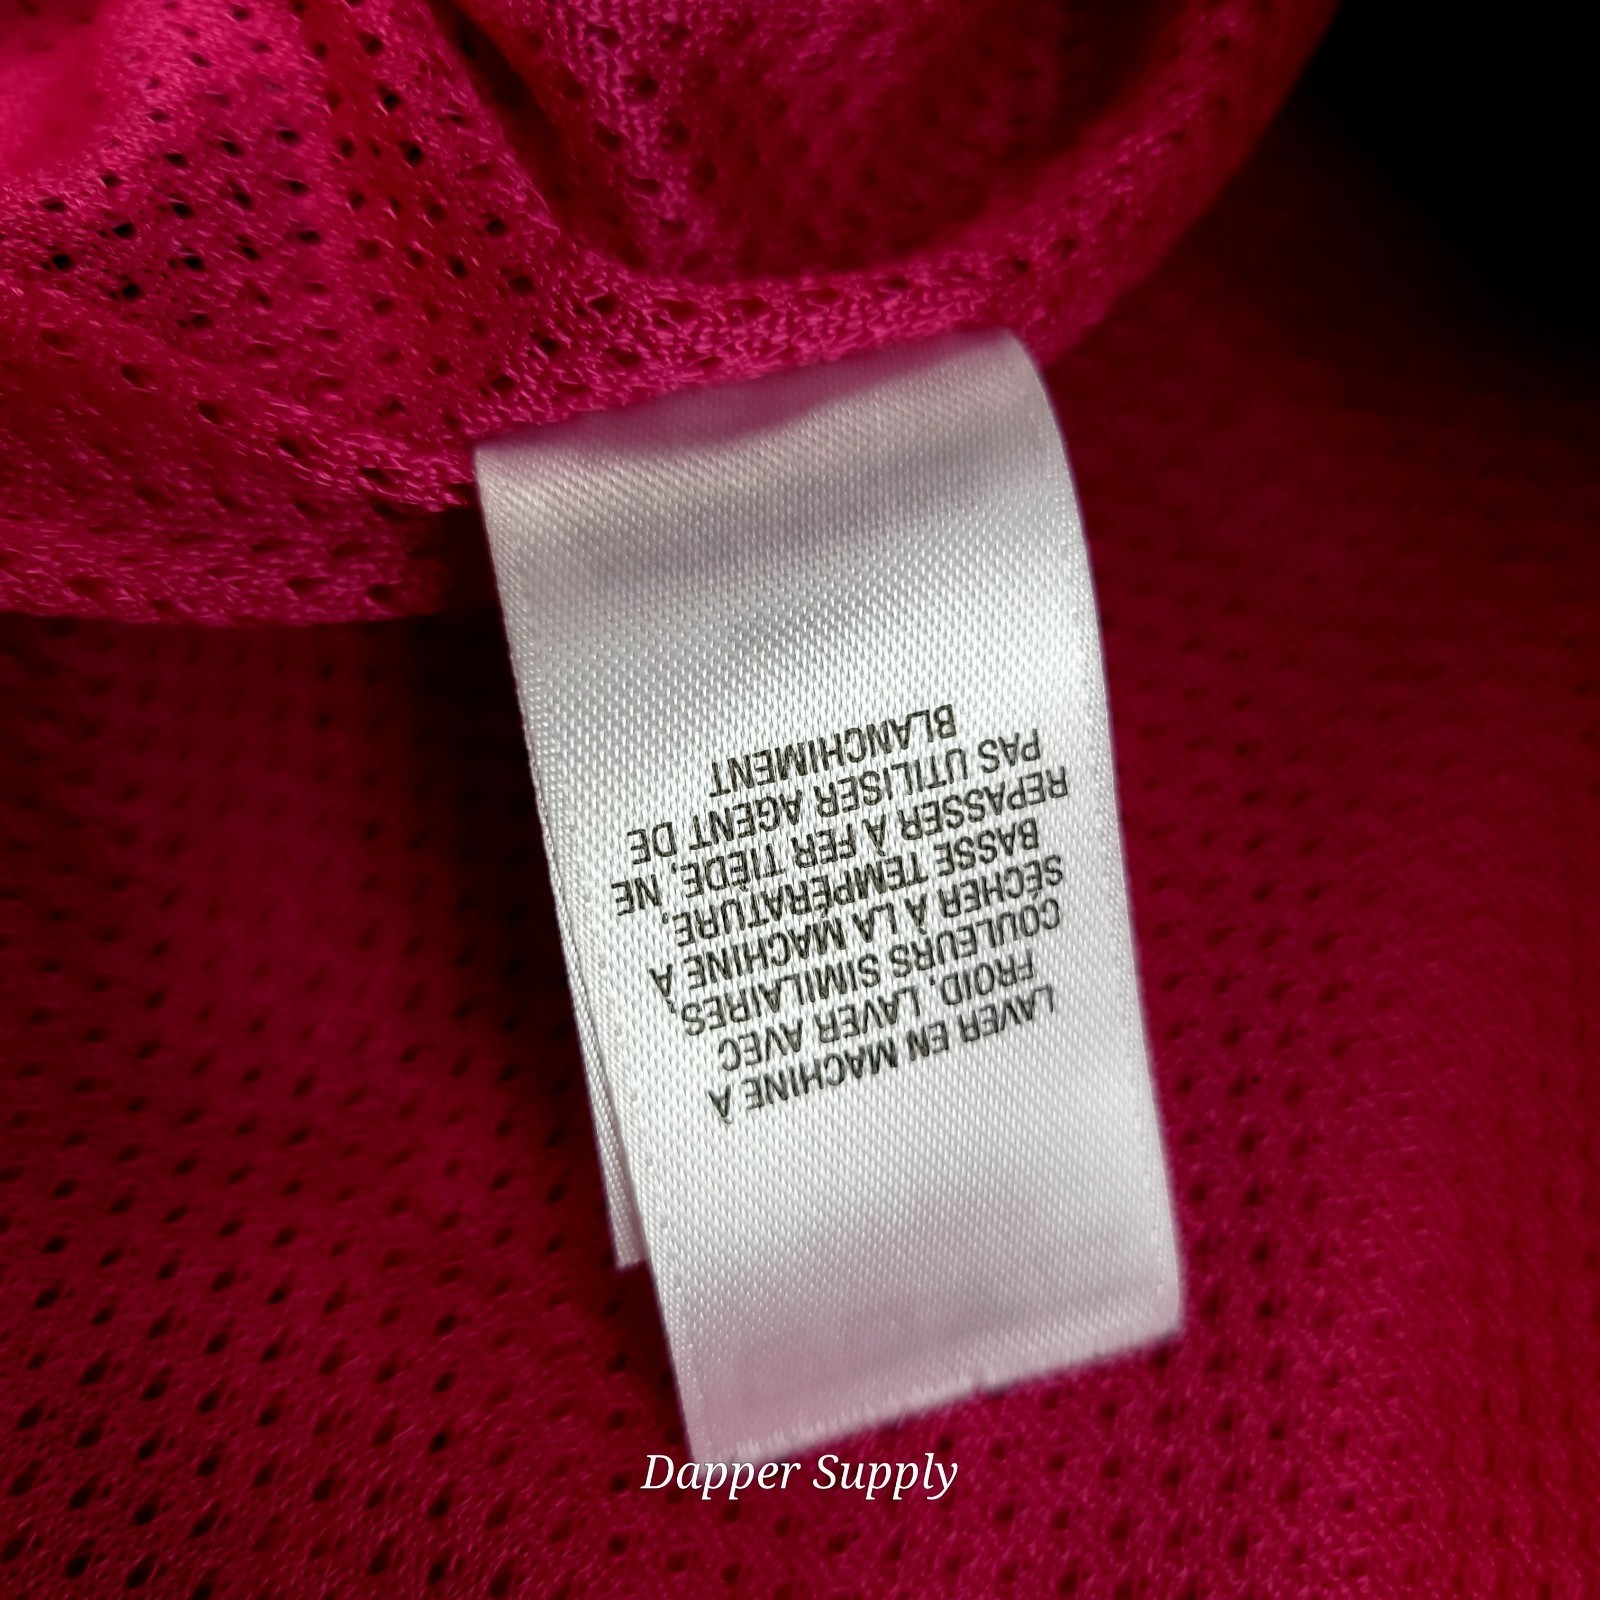 LAVER EN MACHINE À
FROID, LAVER AVEC
COULEURS SIMILAIRES
SÉCHER À LA MACHINE À
BASSE TEMPÉRATURE,
REPASSER À FER TIÈDE, NE
PAS UTILISER AGENT DE
BLANCHIMENT
Dapper Supply